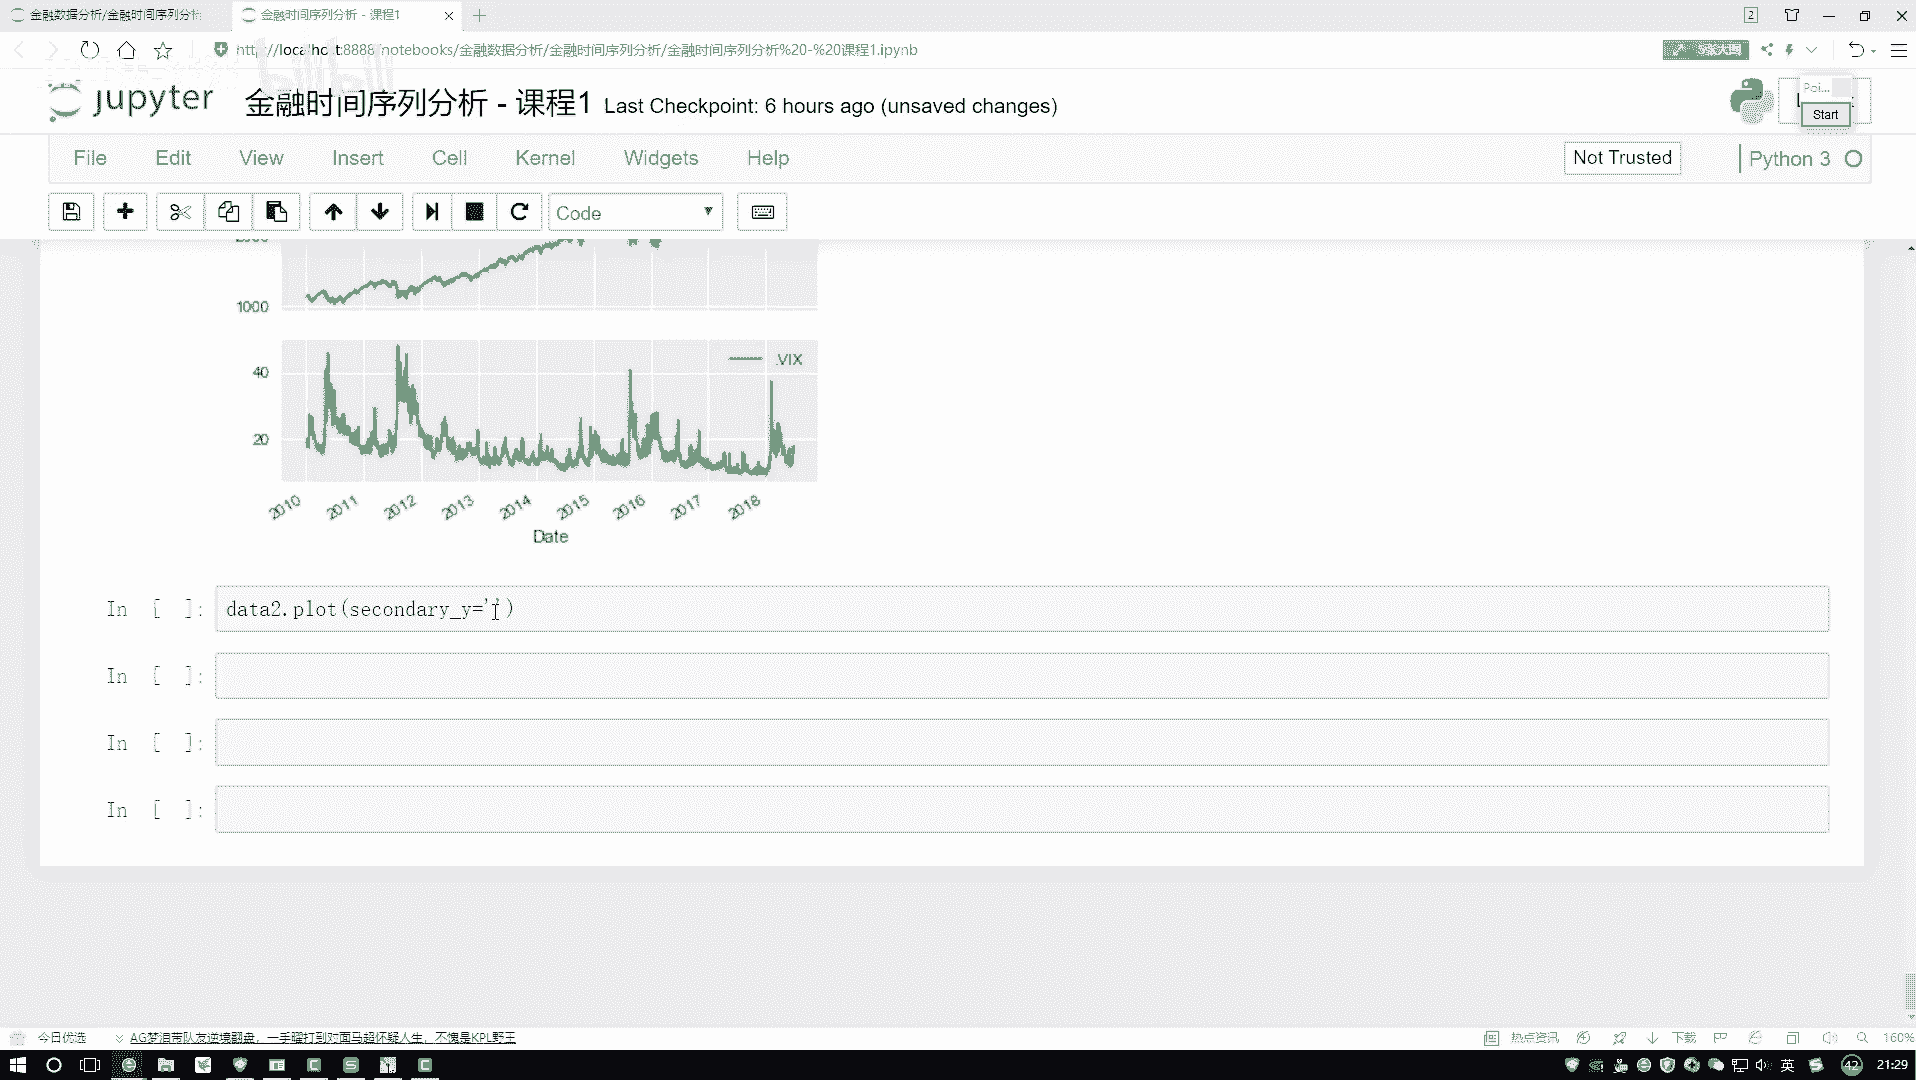 金融数据分析/金融时间序列分析
金融时间序列分析 - 课程1
2
http://localhost:8888/notebooks/金融数据分析/金融时间序列分析/金融时间序列分析%20-%20课程1.ipynb
jupyter
金融时间序列分析 - 课程1 Last Checkpoint: 6 hours ago (unsaved changes)
Poi...
Start
File Edit View Insert Cell Kernel Widgets Help
Not Trusted
Python 3
Code
1000
.VIX
40
20
2010 2011 2012 2013 2014 2015 2016 2017 2018
Date
In [ ]: data2.plot(secondary_y='')
In [ ]:
In [ ]:
In [ ]:
今日优选
AG梦泪带队友逆境翻盘，一手曜打到对面马超怀疑人生，不愧是KPL野王
热点资讯
下载
160%
英
42
21:29